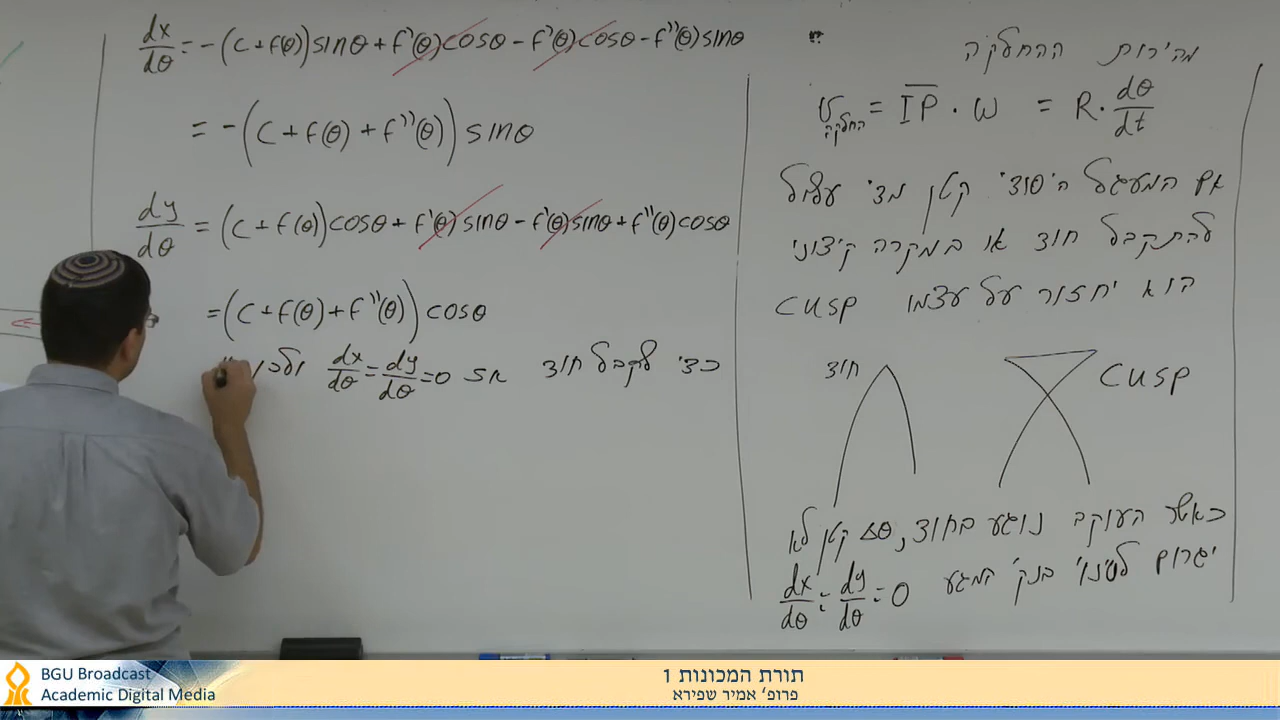 מהירות ההחלקה
v החלקה = IP · ω = R · dθ/dt
אם המעגל היסודי קטן מדי עלול
להתקבל חוד או במקרה קיצוני
הוא יחזור על עצמו CUSP
חוד
CUSP
כאשר העוקב נוגע בחוד, Δθ קטן לא
יגרום לשינוי בנק' המגע dx/dθ = dy/dθ = 0
dx/dθ = -(C+f(θ))sinθ + f'(θ)cosθ - f'(θ)cosθ - f''(θ)sinθ
= -(C+f(θ)+f''(θ))sinθ
dy/dθ = (C+f(θ))cosθ + f'(θ)sinθ - f'(θ)sinθ + f''(θ)cosθ
=(C+f(θ)+f''(θ))cosθ
כדי לקבל חוד אז dx/dθ = dy/dθ = 0 ולכן
BGU Broadcast
Academic Digital Media
תורת המכונות 1
פרופ' אמיר שפירא